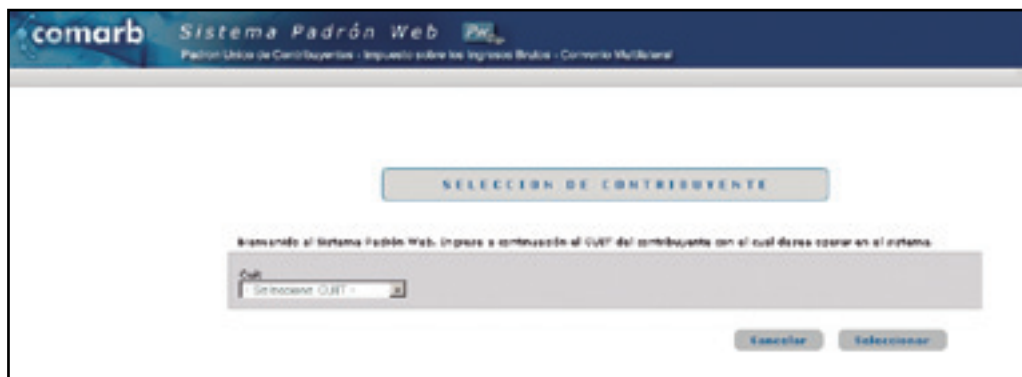 comarb
Sistema Padrón Web
Padrón Unico de Contribuyentes - Impuesto sobre los Ingresos Brutos - Convenio Multilateral
SELECCION DE CONTRIBUYENTE
Bienvenido al Sistema Padrón Web. Ingrese a continuación el CUIT del contribuyente con el cual desea operar en el sistema.
Cuit
- Seleccione CUIT -
Cancelar
Seleccionar